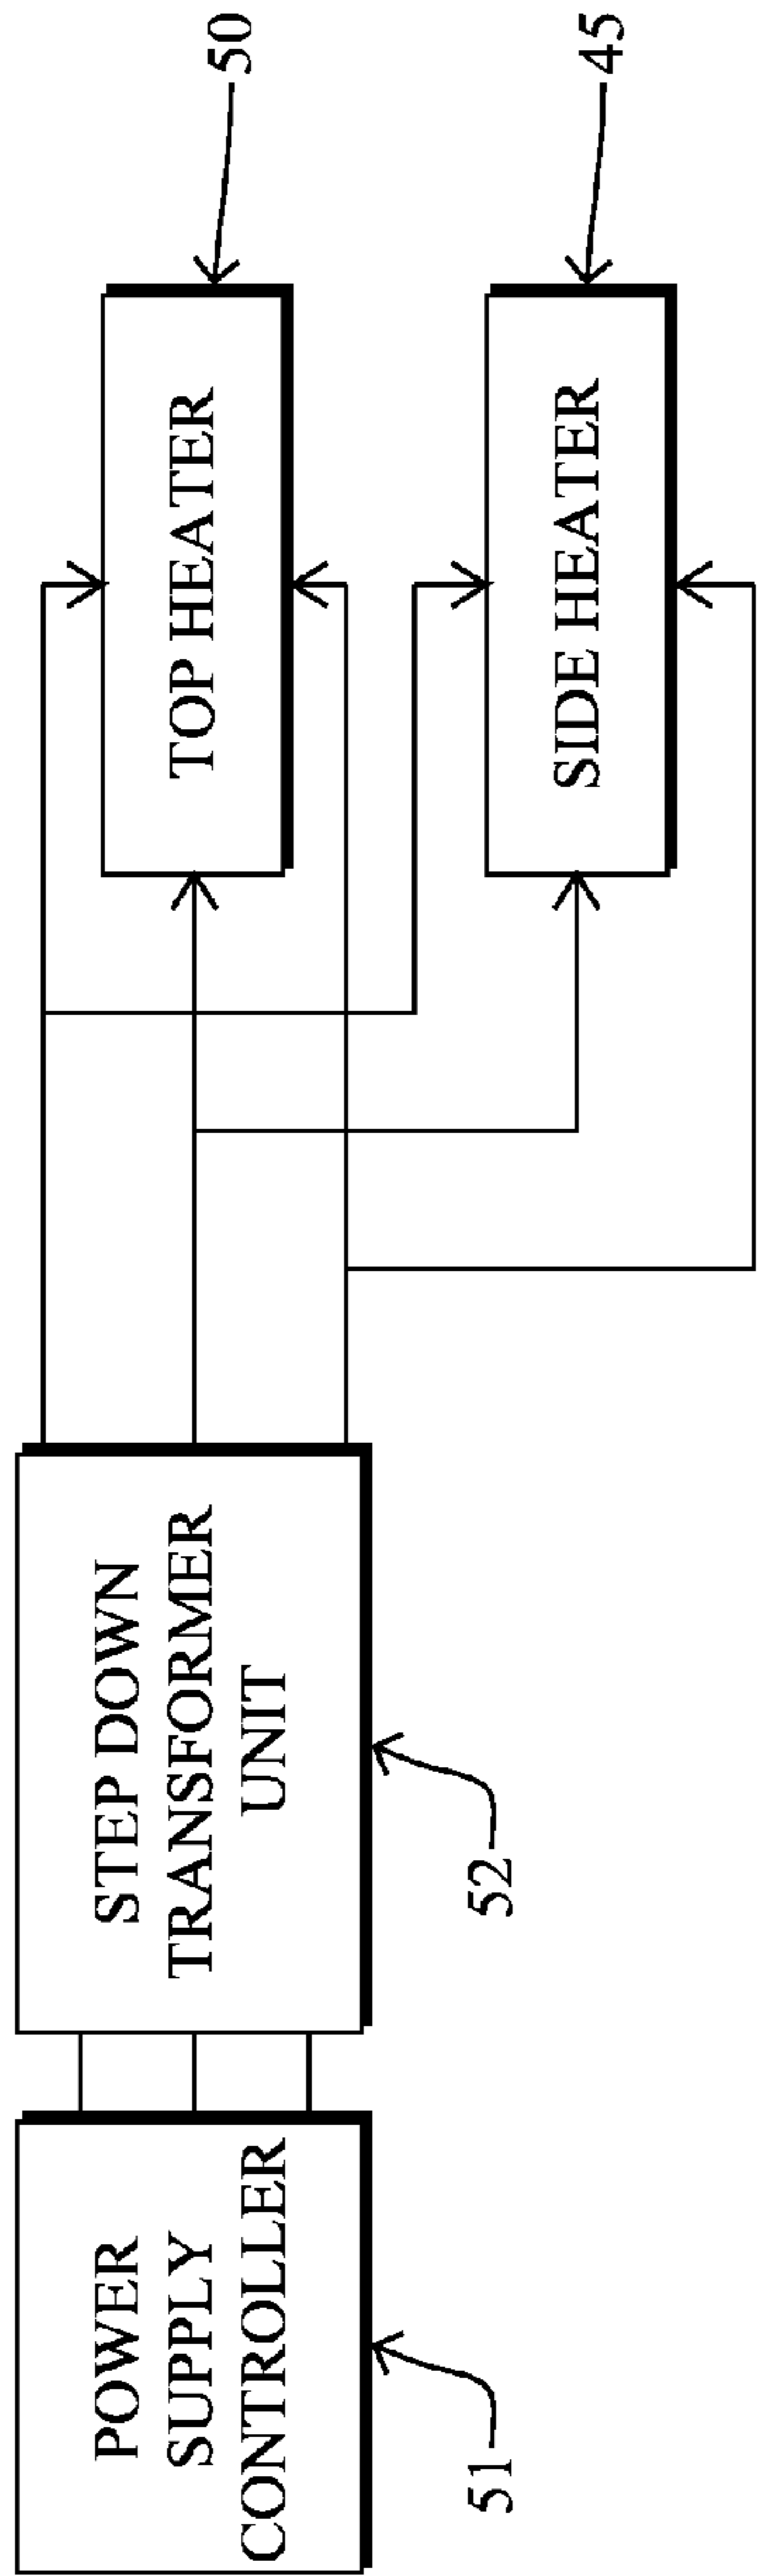 POWER
SUPPLY
CONTROLLER
51
STEP DOWN
TRANSFORMER
UNIT
52
TOP HEATER
50
SIDE HEATER
45